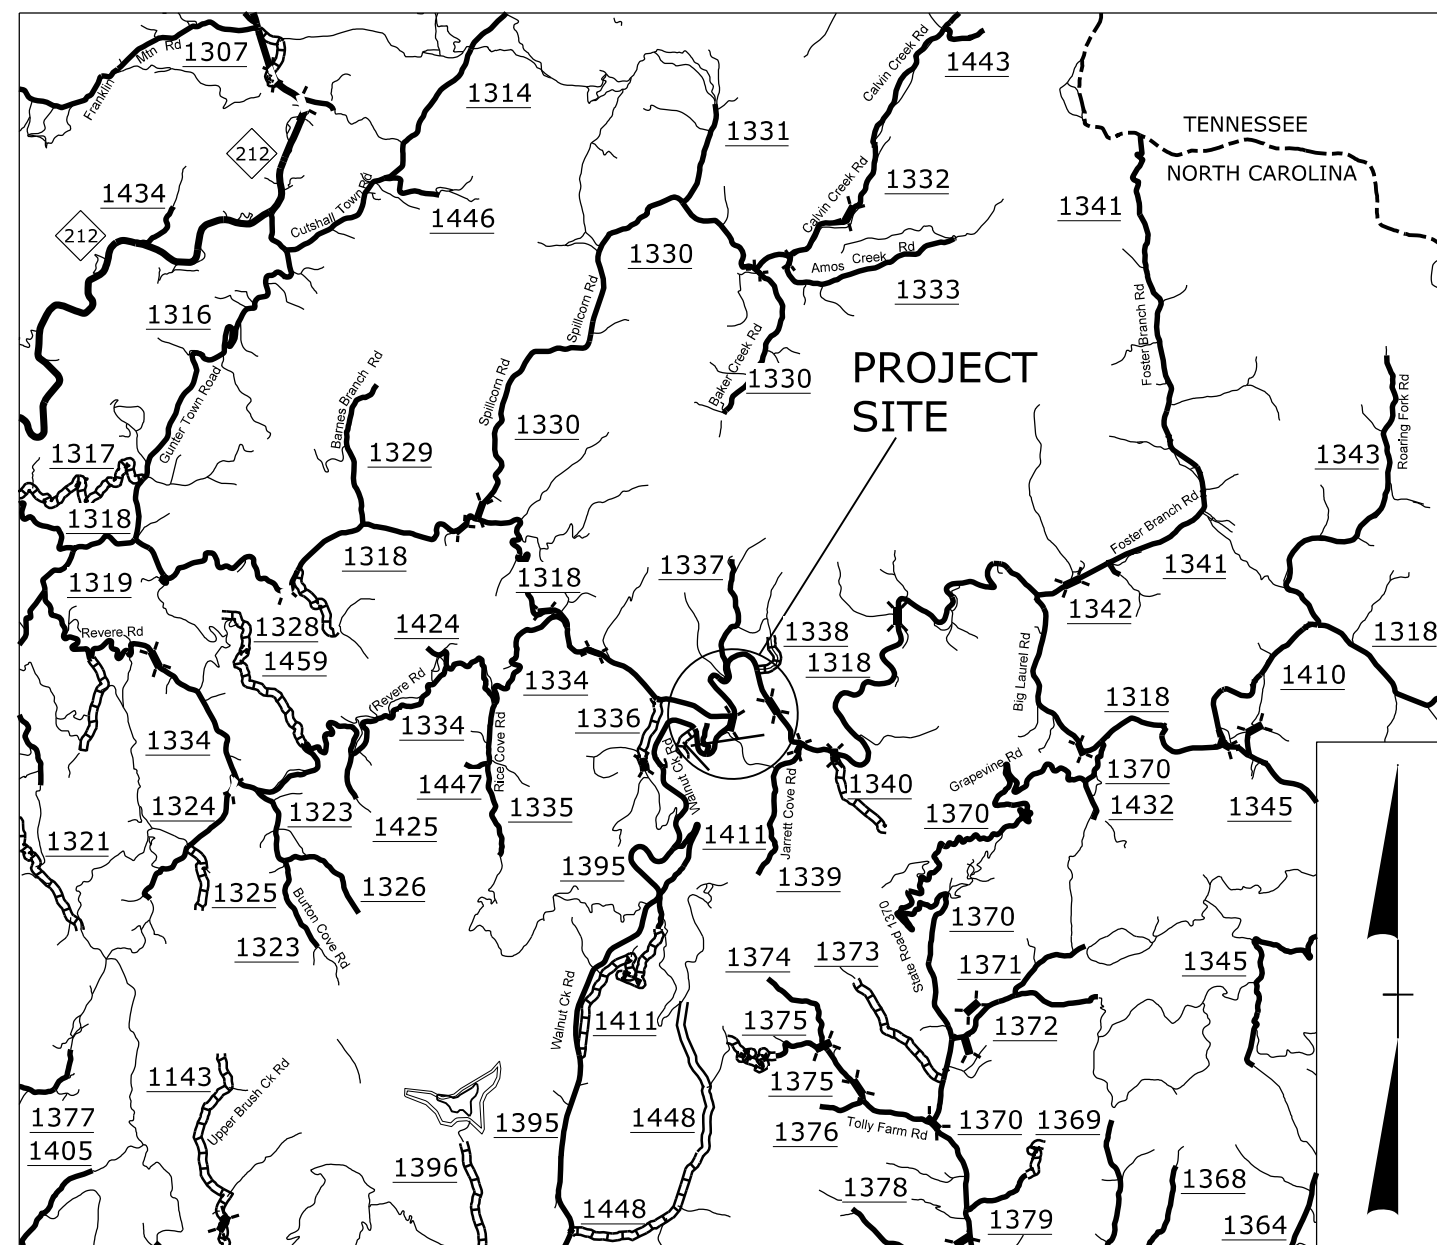 Franklin
Mtn Rd
1307
1314
Calvin Creek Rd
1443
1331
TENNESSEE
NORTH CAROLINA
212
1434
Cutshall Town Rd
1446
Calvin Creek Rd
1332
1341
212
1330
Amos Creek Rd
1333
1316
Spillcorn Rd
Foster Branch Rd
Baker Creek Rd
1330
PROJECT
SITE
Gunter Town Road
Barnes Branch Rd
Spillcorn Rd
1330
Roaring Fork Rd
1317
1329
1343
1318
Foster Branch Rd
1318
1319
1318
1337
1341
1342
Revere Rd
1328
1424
1338
1318
1459
1318
(Revere Rd
1334
Big Laurel Rd
1410
1334
1334
Rice Cove Rd
1336
1318
Walnut Ck Rd
Grapevine Rd
1370
1447
Jarrett Cove Rd
1340
1324
1323
1425
1335
1370
1432
1345
1321
1411
1395
1339
1325
1326
Burton Cove Rd
State Road 1370
1370
1323
1374
1373
1371
1345
Walnut Ck Rd
1411
1375
1372
1143
Upper Brush Ck Rd
1375
1377
1395
1448
1376
Tolly Farm Rd
1370
1369
1405
1396
1378
1368
1448
1379
1364